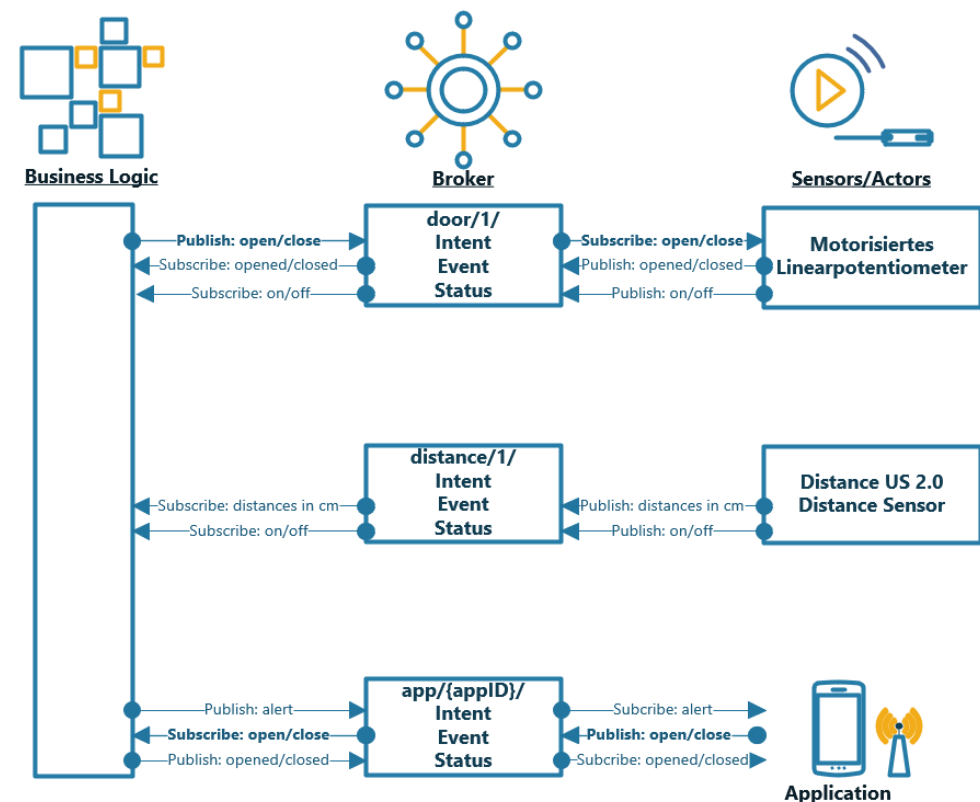 Business Logic
Broker
Sensors/Actors
door/1/
Intent
Event
Status
Publish: open/close
Subscribe: opened/closed
Subscribe: on/off
Subscribe: open/close
Publish: opened/closed
Publish: on/off
Motorisiertes
Linearpotentiometer
distance/1/
Intent
Event
Status
Subscribe: distances in cm
Subscribe: on/off
Publish: distances in cm
Publish: on/off
Distance US 2.0
Distance Sensor
app/{appID}/
Intent
Event
Status
Publish: alert
Subscribe: open/close
Publish: opened/closed
Subcribe: alert
Publish: open/close
Subcribe: opened/closed
Application